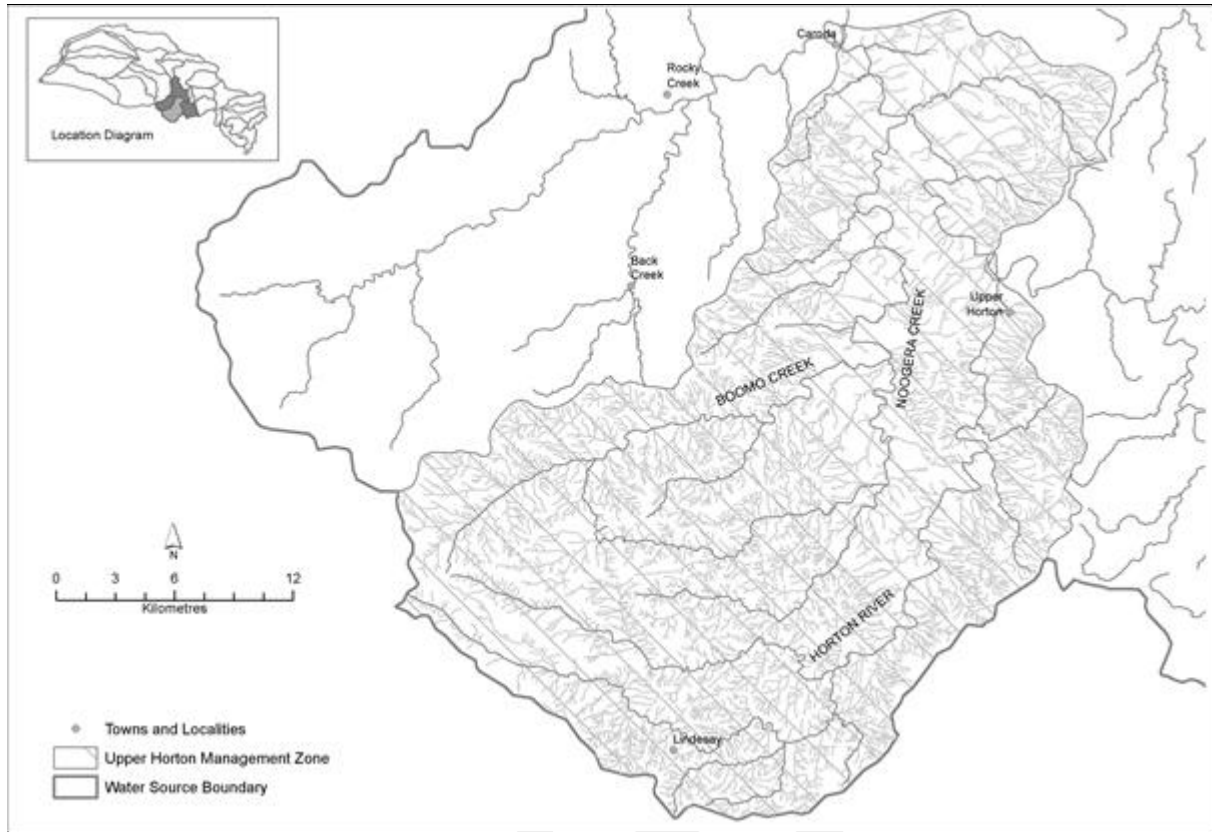 Location Diagram
Caroda
Rocky
Creek
Back
Creek
Upper
Horton
BOOMO CREEK
NOOGERA CREEK
HORTON RIVER
Lindesay
N
0 3 6 12
Kilometres
Towns and Localities
Upper Horton Management Zone
Water Source Boundary